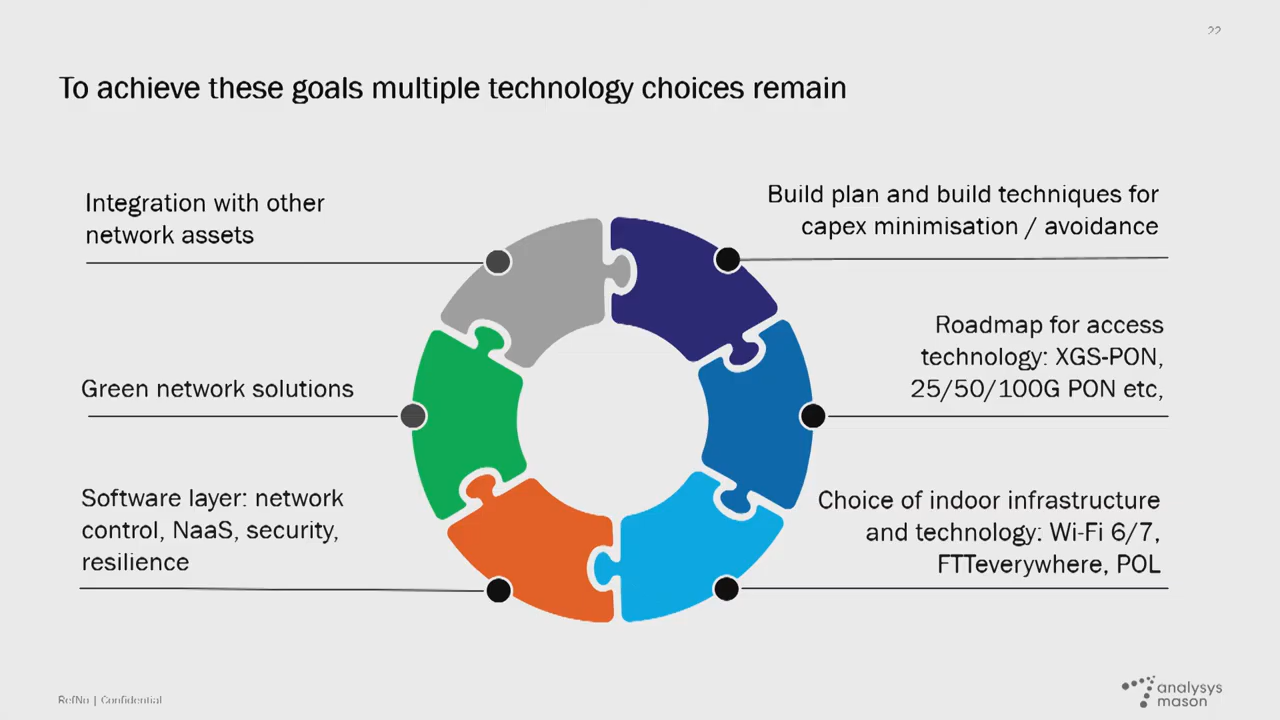 22
To achieve these goals multiple technology choices remain
Integration with other
network assets
Build plan and build techniques for
capex minimisation / avoidance
Roadmap for access
technology: XGS-PON,
25/50/100G PON etc,
Green network solutions
Software layer: network
control, NaaS, security,
resilience
Choice of indoor infrastructure
and technology: Wi-Fi 6/7,
FTTeverywhere, POL
RefNo | Confidential
analysys
mason